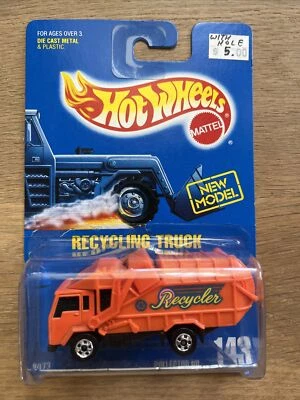 FOR AGES OVER 3
DIE CAST METAL
& PLASTIC.
WITH
HOLE
$ 5.00
Hot Wheels
®
MATTEL
NEW
MODEL
RECYCLING TRUCK
Recycler
COLLECTOR NO.
143